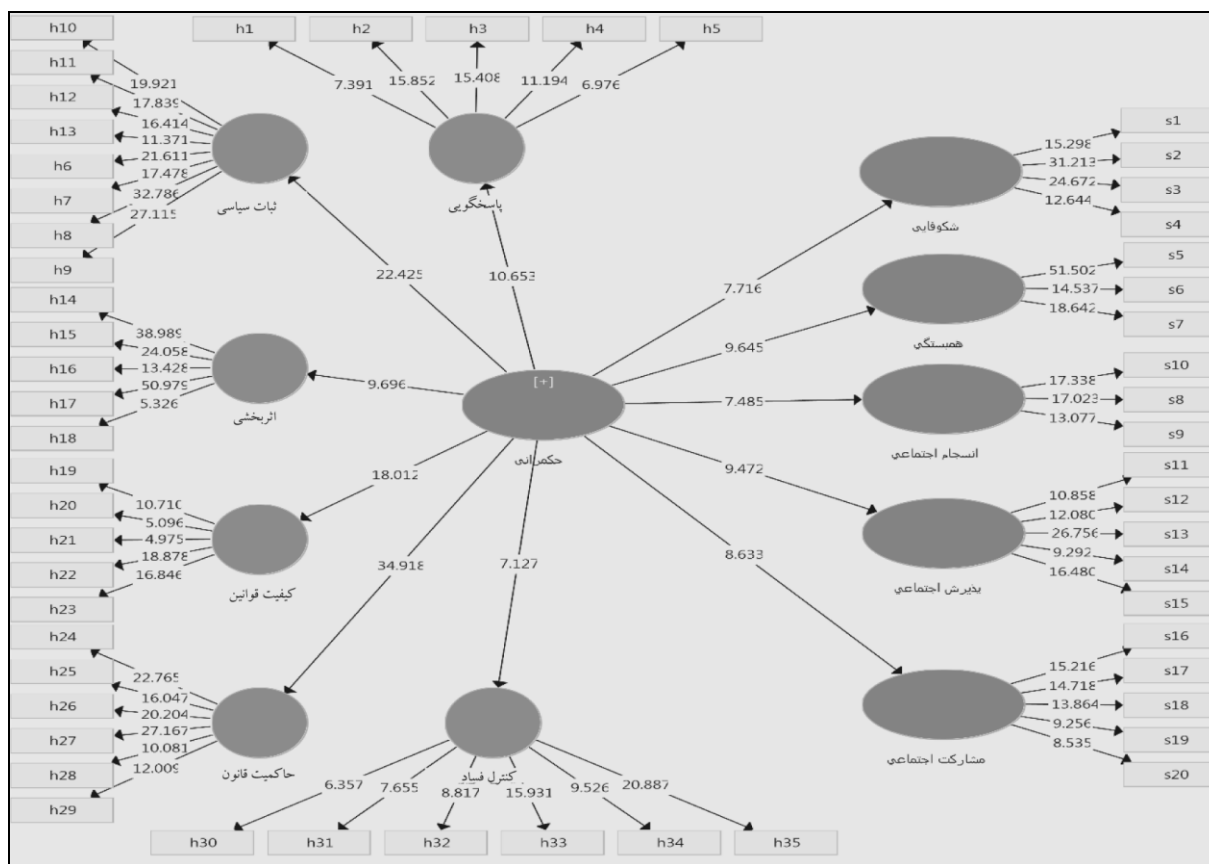 h10
h11
h12
h13
h6
h7
h8
h9
19.921
17.839
16.414
11.371
21.611
17.478
32.786
27.115
ثبات سیاسی
h1
h2
h3
h4
h5
7.391
15.852
15.408
11.194
6.976
پاسخگویی
22.425
10.653
h14
h15
h16
h17
h18
38.989
24.058
13.428
50.979
5.326
اثربخشی
9.696
h19
h20
h21
h22
h23
10.710
5.096
4.975
18.878
16.846
کیفیت قوانین
18.012
h24
h25
h26
h27
h28
h29
22.765
16.047
20.204
27.167
10.081
12.009
حاکمیت قانون
34.918
[+]
حکمرانی
7.127
کنترل فساد
6.357
7.655
8.817
15.931
9.526
20.887
h30
h31
h32
h33
h34
h35
7.716
شکوفایی
15.298
31.213
24.672
12.644
s1
s2
s3
s4
9.645
همبستگي
51.502
14.537
18.642
s5
s6
s7
7.485
انسجام اجتماعي
17.338
17.023
13.077
s10
s8
s9
9.472
پذیرش اجتماعي
10.858
12.080
26.756
9.292
16.480
s11
s12
s13
s14
s15
8.633
مشارکت اجتماعي
15.216
14.718
13.864
9.256
8.535
s16
s17
s18
s19
s20